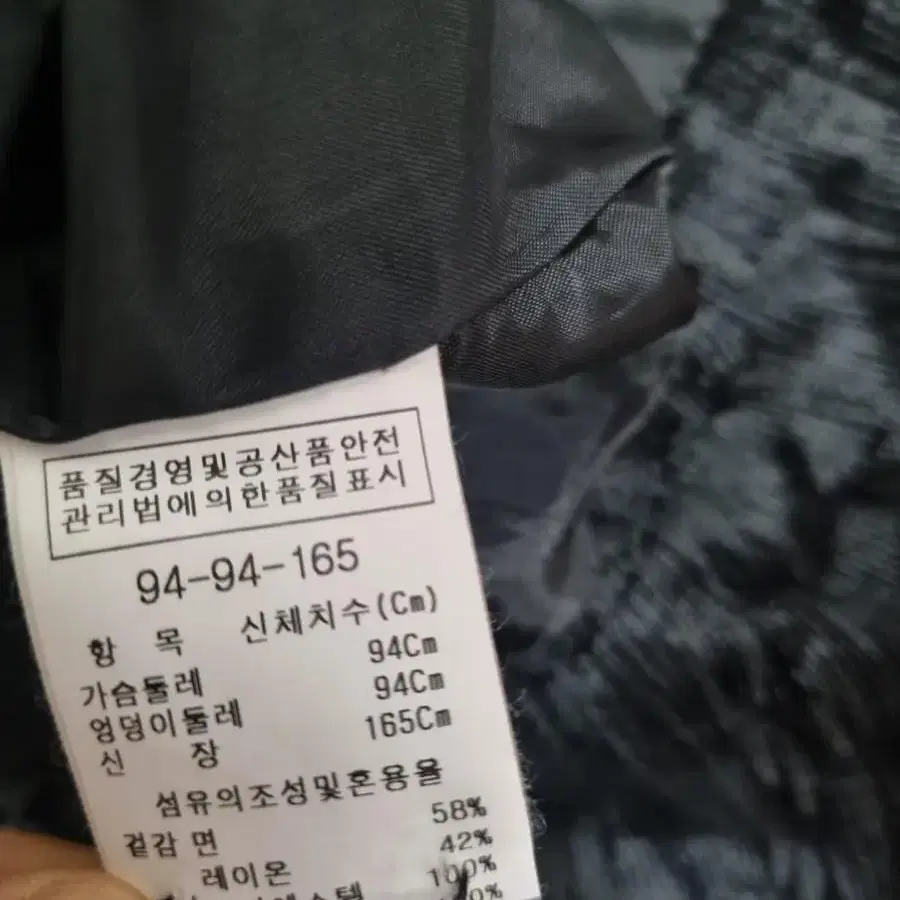 품질경영및공산품안전
관리법에의한품질표시
94-94-165
항 목 신체치수(Cm)
가슴둘레 94Cm
엉덩이둘레 94Cm
신 장 165Cm
섬유의조성및혼용율
겉감 면 58%
레이온 42%
100%